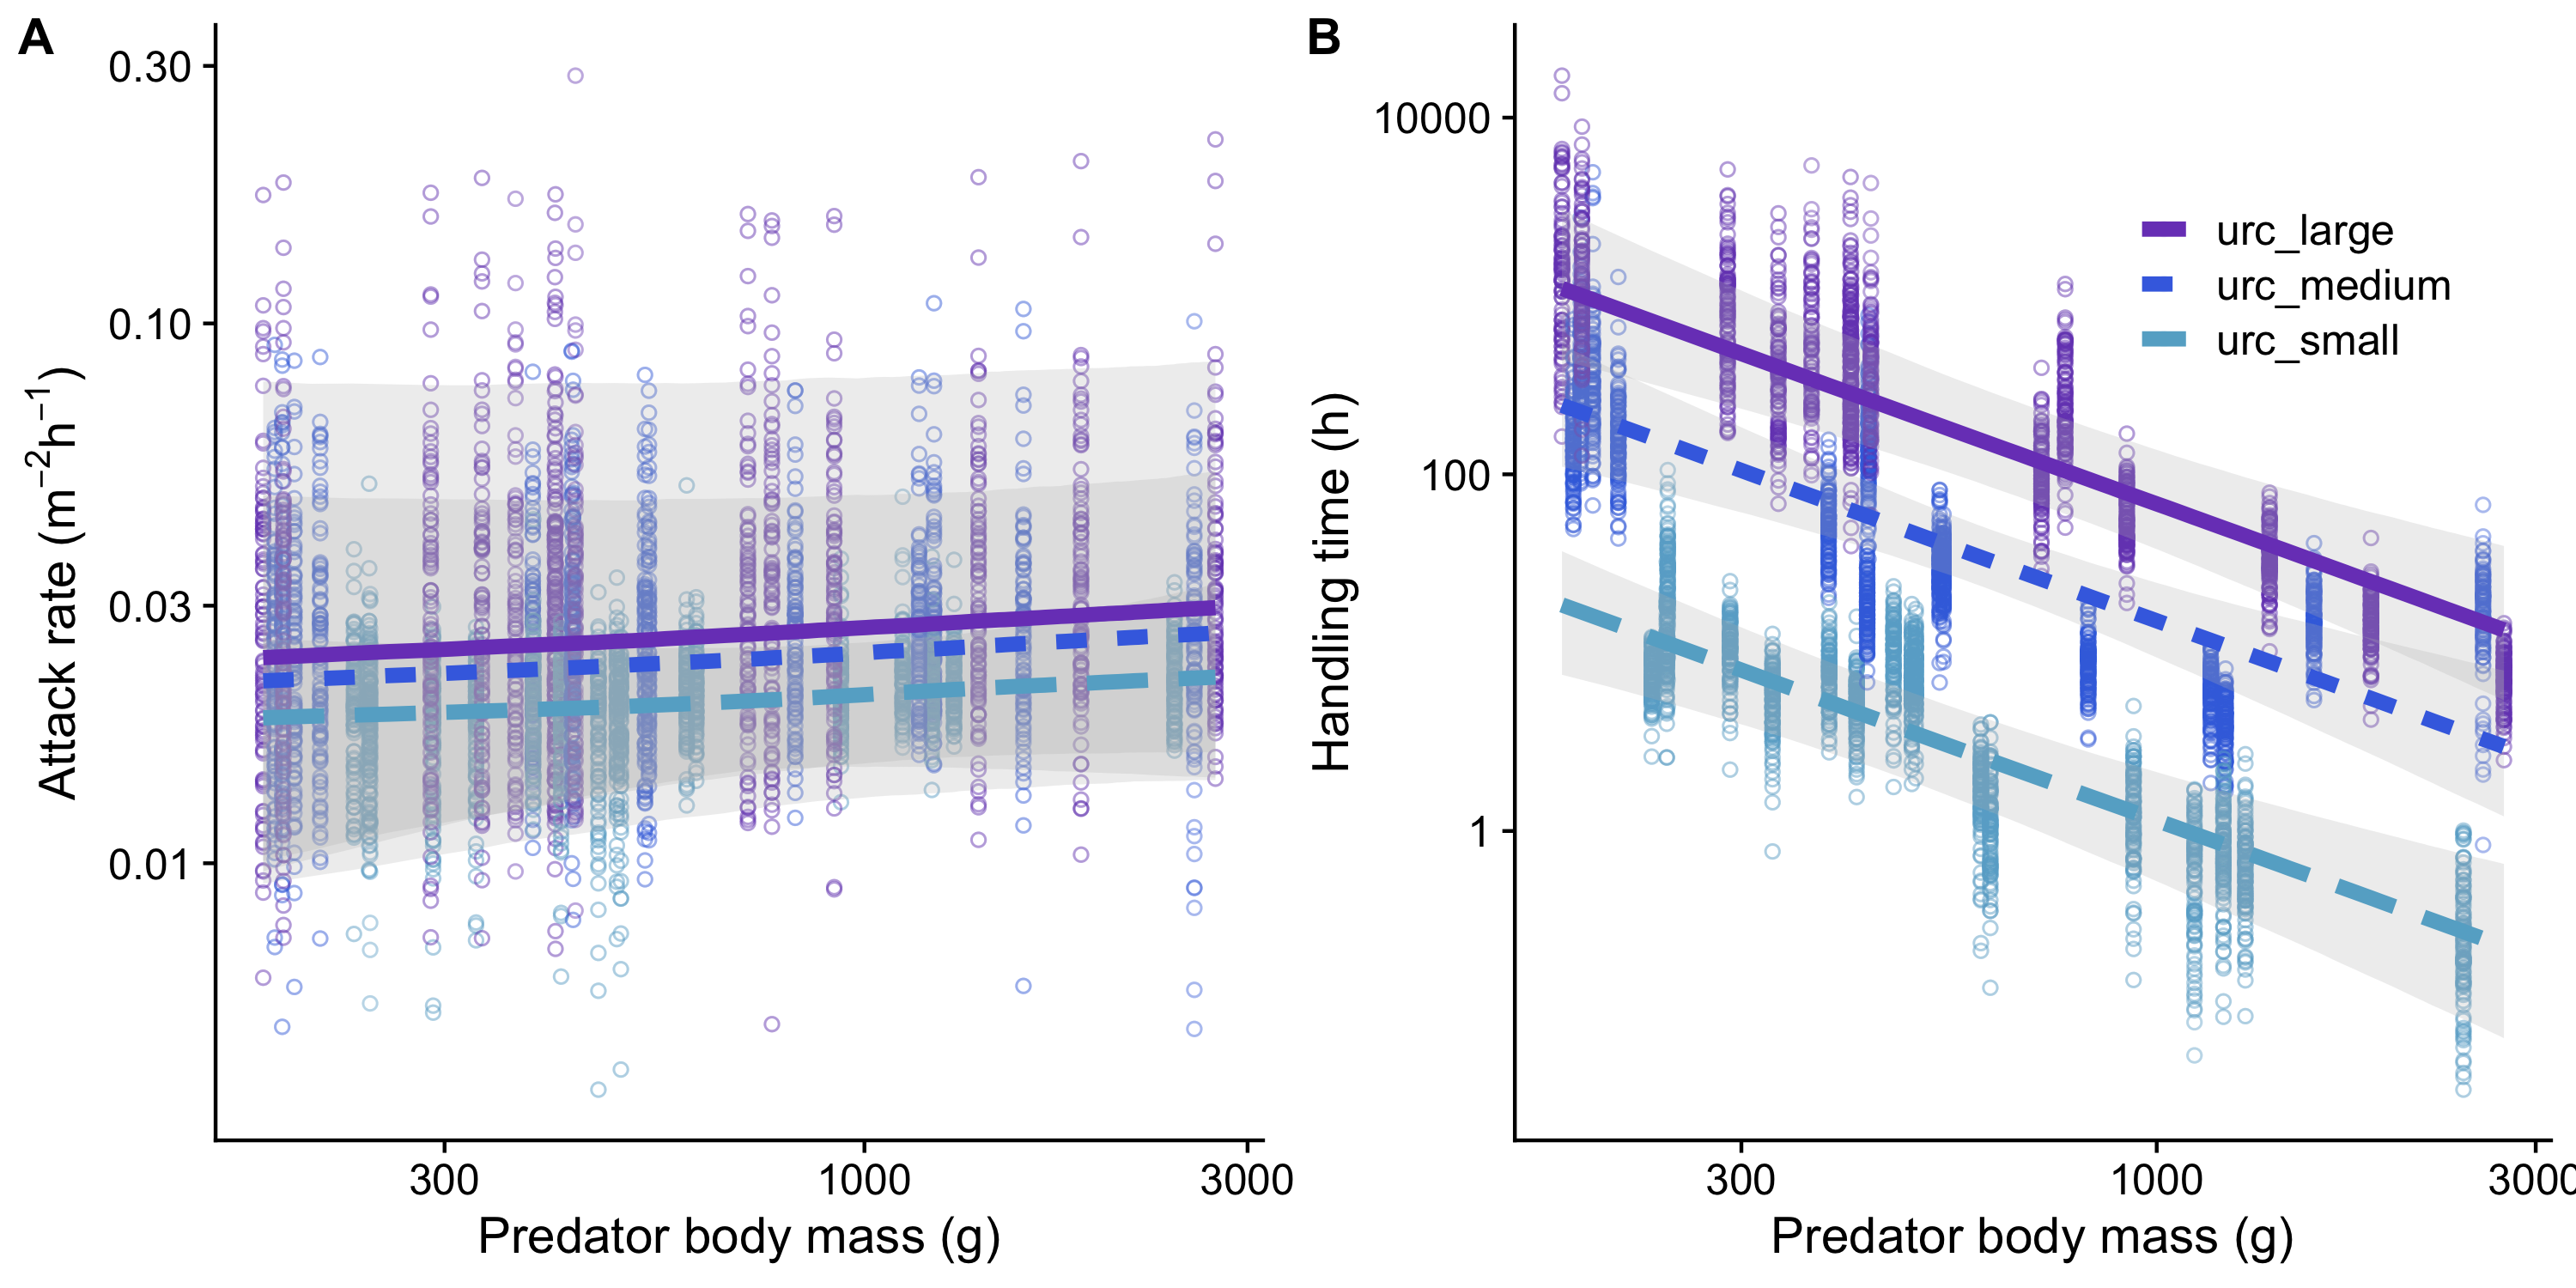 A
0.30
0.10
0.03
0.01
Attack rate (m⁻²h⁻¹)
300
1000
3000
Predator body mass (g)
B
10000
100
1
Handling time (h)
urc_large
urc_medium
urc_small
300
1000
3000
Predator body mass (g)